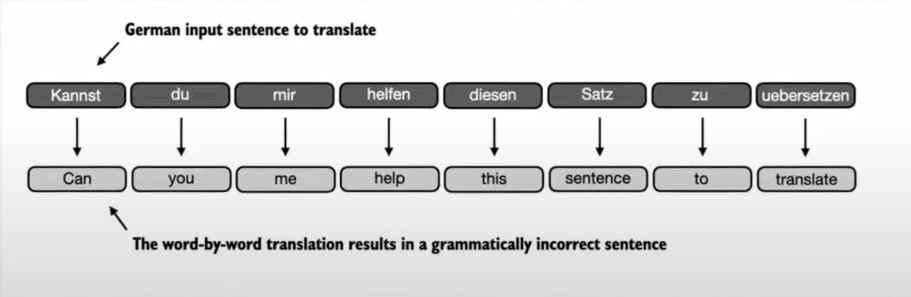 German input sentence to translate
Kannst du mir helfen diesen Satz zu uebersetzen
Can you me help this sentence to translate
The word-by-word translation results in a grammatically incorrect sentence